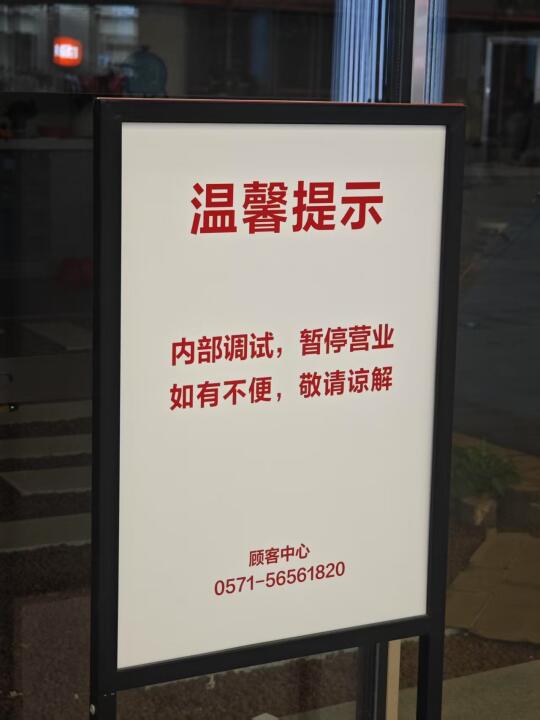 温馨提示
内部调试，暂停营业
如有不便，敬请谅解
顾客中心
0571-56561820